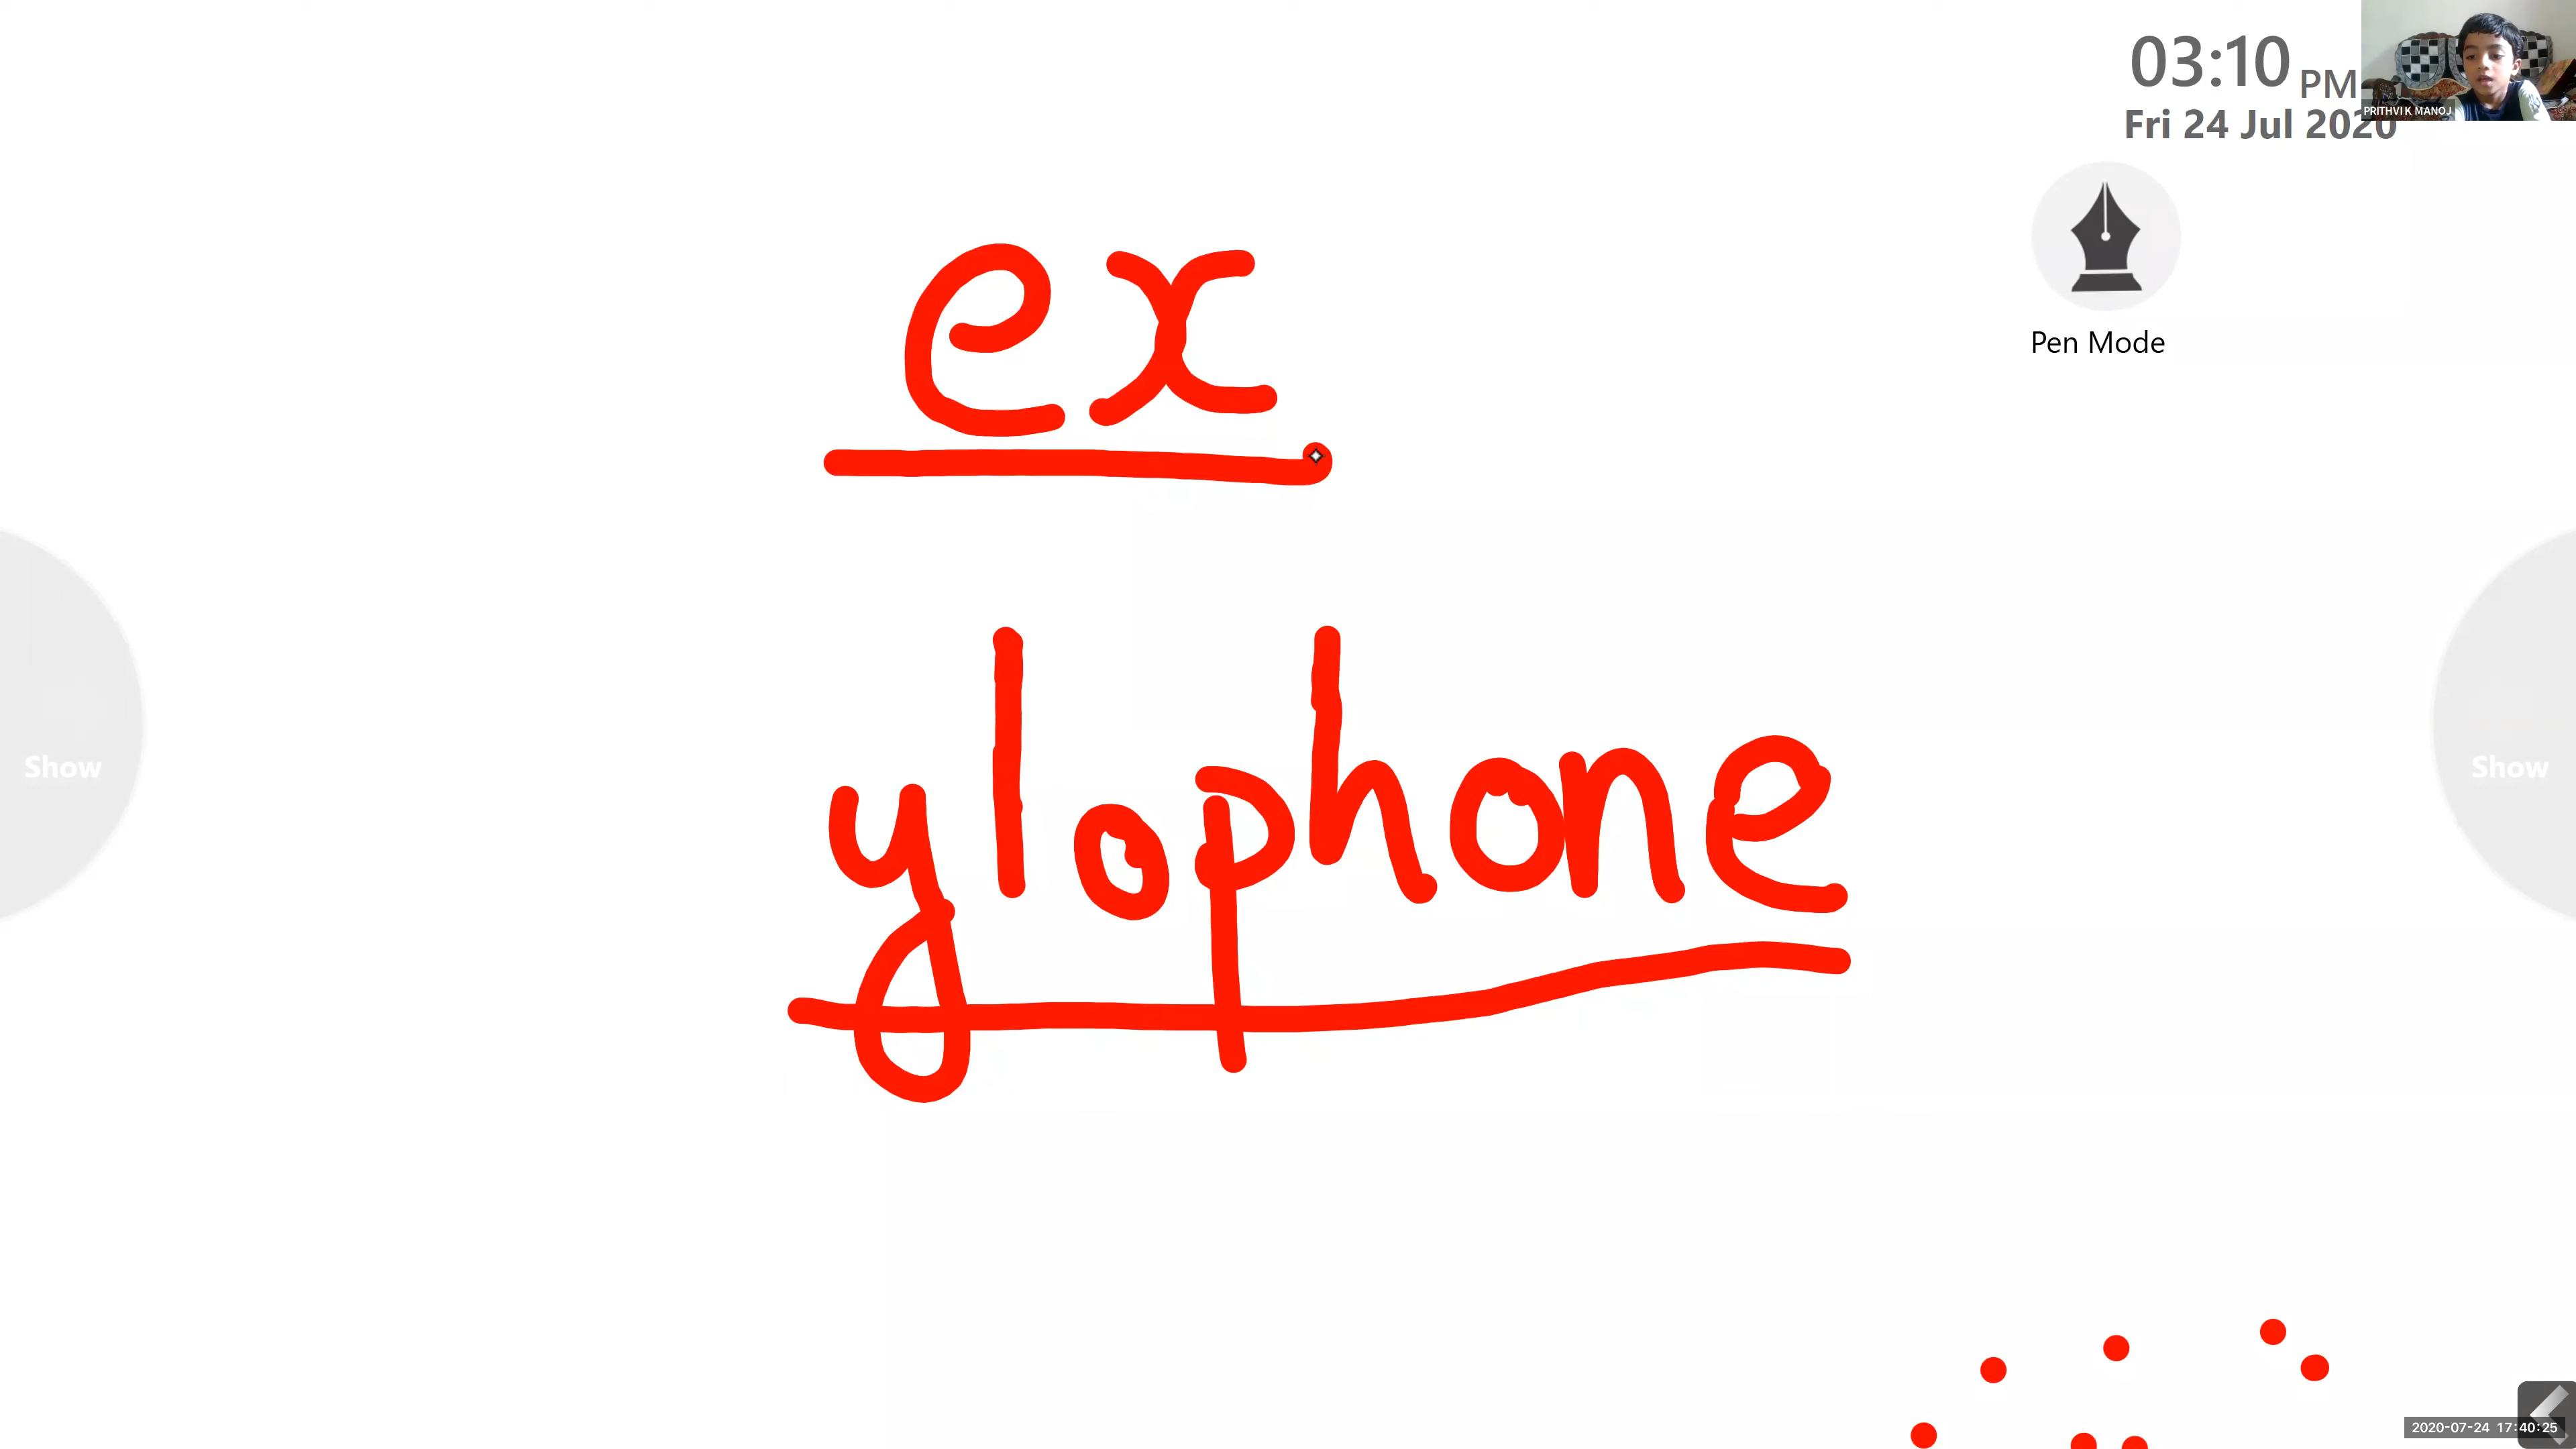 03:10 PM
PRITHVI K MANOJ
Fri 24 Jul 2020
ex
Pen Mode
Show
Show
ylophone
2020-07-24 17:40:25